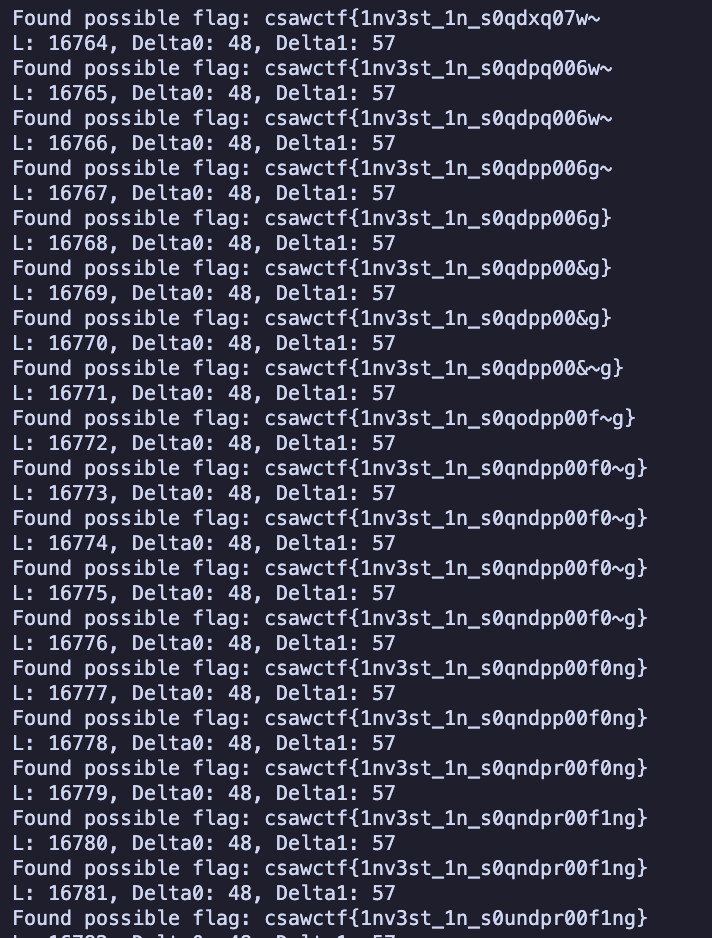 Found possible flag: csawctf{1nv3st_1n_s0qdxq07w~
L: 16764, Delta0: 48, Delta1: 57
Found possible flag: csawctf{1nv3st_1n_s0qdpq006w~
L: 16765, Delta0: 48, Delta1: 57
Found possible flag: csawctf{1nv3st_1n_s0qdpq006w~
L: 16766, Delta0: 48, Delta1: 57
Found possible flag: csawctf{1nv3st_1n_s0qdpp006g~
L: 16767, Delta0: 48, Delta1: 57
Found possible flag: csawctf{1nv3st_1n_s0qdpp006g}
L: 16768, Delta0: 48, Delta1: 57
Found possible flag: csawctf{1nv3st_1n_s0qdpp00&g}
L: 16769, Delta0: 48, Delta1: 57
Found possible flag: csawctf{1nv3st_1n_s0qdpp00&g}
L: 16770, Delta0: 48, Delta1: 57
Found possible flag: csawctf{1nv3st_1n_s0qdpp00&~g}
L: 16771, Delta0: 48, Delta1: 57
Found possible flag: csawctf{1nv3st_1n_s0qodpp00f~g}
L: 16772, Delta0: 48, Delta1: 57
Found possible flag: csawctf{1nv3st_1n_s0qndpp00f0~g}
L: 16773, Delta0: 48, Delta1: 57
Found possible flag: csawctf{1nv3st_1n_s0qndpp00f0~g}
L: 16774, Delta0: 48, Delta1: 57
Found possible flag: csawctf{1nv3st_1n_s0qndpp00f0~g}
L: 16775, Delta0: 48, Delta1: 57
Found possible flag: csawctf{1nv3st_1n_s0qndpp00f0~g}
L: 16776, Delta0: 48, Delta1: 57
Found possible flag: csawctf{1nv3st_1n_s0qndpp00f0ng}
L: 16777, Delta0: 48, Delta1: 57
Found possible flag: csawctf{1nv3st_1n_s0qndpp00f0ng}
L: 16778, Delta0: 48, Delta1: 57
Found possible flag: csawctf{1nv3st_1n_s0qndpr00f0ng}
L: 16779, Delta0: 48, Delta1: 57
Found possible flag: csawctf{1nv3st_1n_s0qndpr00f1ng}
L: 16780, Delta0: 48, Delta1: 57
Found possible flag: csawctf{1nv3st_1n_s0qndpr00f1ng}
L: 16781, Delta0: 48, Delta1: 57
Found possible flag: csawctf{1nv3st_1n_s0undpr00f1ng}